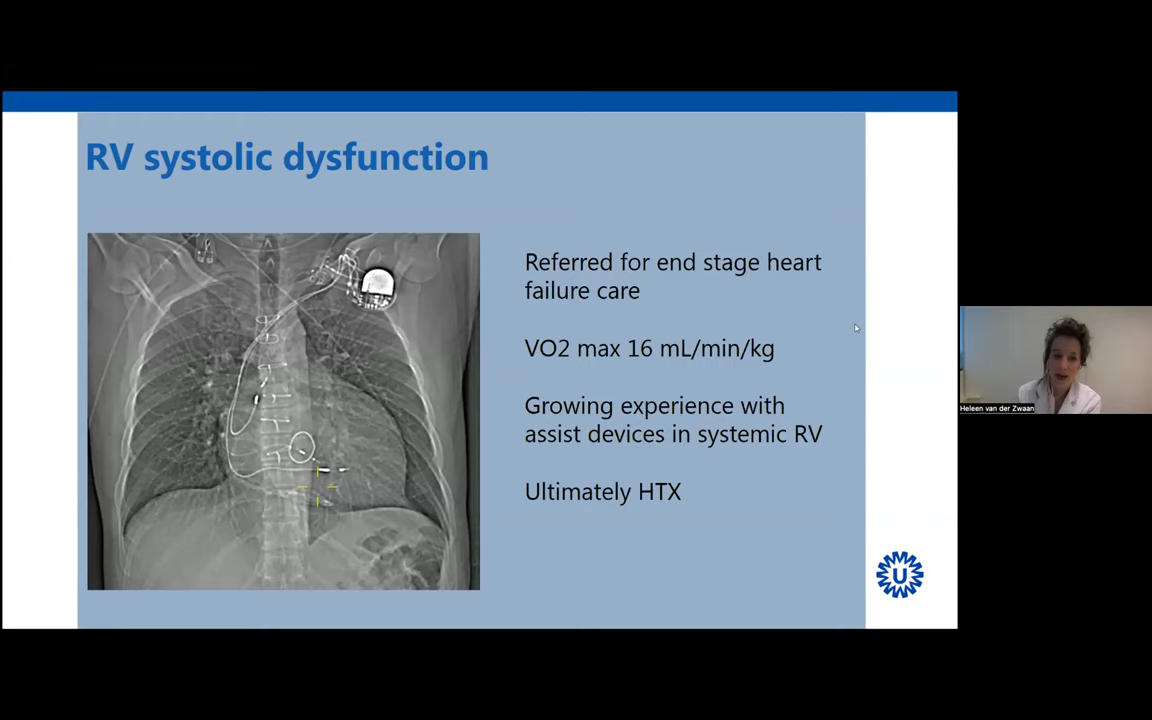 RV systolic dysfunction
Referred for end stage heart
failure care
VO2 max 16 mL/min/kg
Growing experience with
assist devices in systemic RV
Ultimately HTX
U
Heleen van der Zwaan